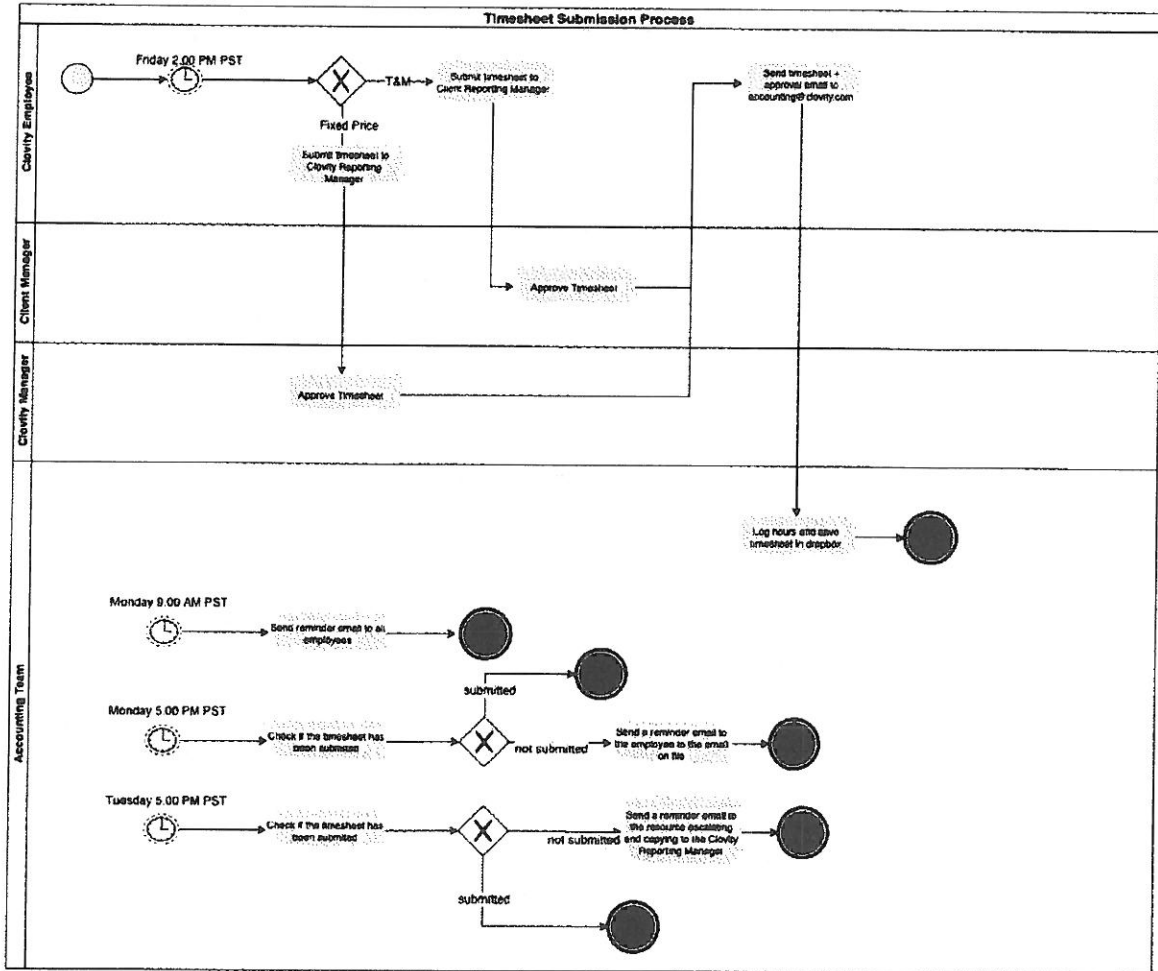 Timesheet Submission Process
Clovity Employee
Friday 2.00 PM PST
T&M
Submit timesheet to
Client Reporting Manager
Send timesheet +
approval email to
accounting@clovity.com
Fixed Price
Submit timesheet to
Clovity Reporting
Manager
Client Manager
Approve Timesheet
Clovity Manager
Approve Timesheet
Accounting Team
Log hours and save
timesheet in dropbox
Monday 9.00 AM PST
Send reminder email to all
employees
submitted
Monday 5.00 PM PST
Check if the timesheet has
been submitted
not submitted
Send a reminder email to
the employee to the email
on file
Tuesday 5.00 PM PST
Check if the timesheet has
been submitted
not submitted
Send a reminder email to
the resource escalating
and copying to the Clovity
Reporting Manager
submitted